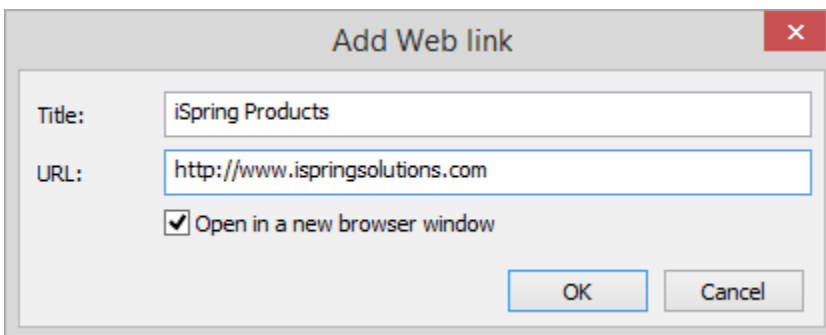 Add Web link
Title: iSpring Products
URL: http://www.ispringsolutions.com
Open in a new browser window
OK Cancel